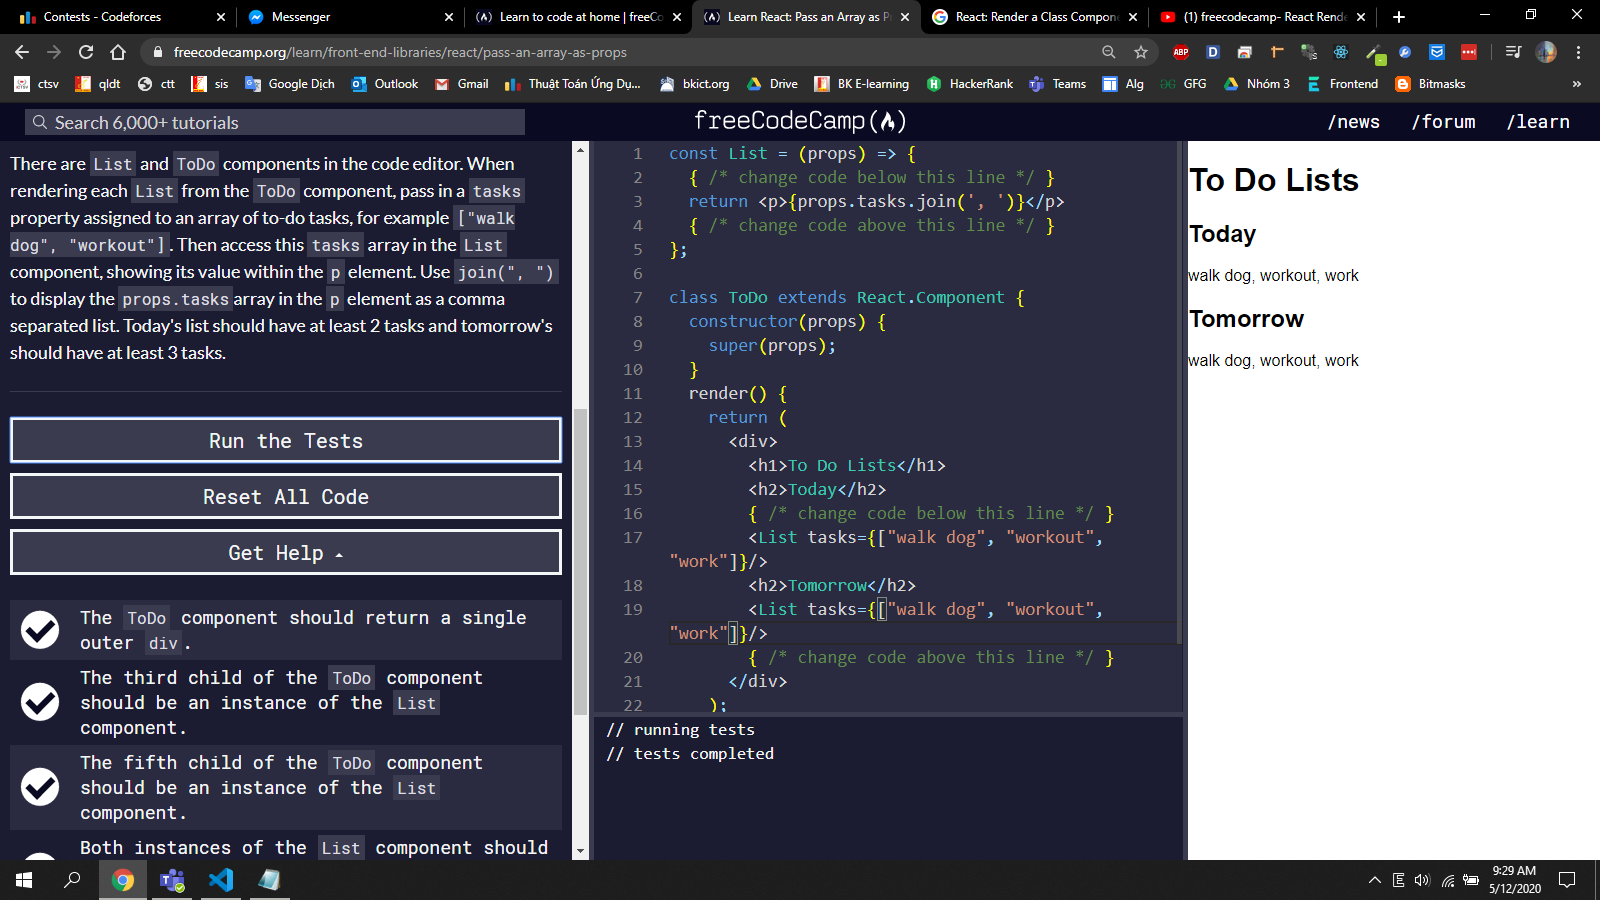 Contests - Codeforces
Messenger
Learn to code at home | freeCo
Learn React: Pass an Array as P
React: Render a Class Compone
(1) freecodecamp- React Rende
freecodecamp.org/learn/front-end-libraries/react/pass-an-array-as-props
ctsv
qldt
ctt
sis
Google Dịch
Outlook
Gmail
Thuật Toán Ứng Dụ...
bkict.org
Drive
BK E-learning
HackerRank
Teams
Alg
GFG
Nhóm 3
Frontend
Bitmasks
»
Search 6,000+ tutorials
freeCodeCamp
/news
/forum
/learn
There are List and ToDo components in the code editor. When
rendering each List from the ToDo component, pass in a tasks
property assigned to an array of to-do tasks, for example ["walk
dog", "workout"]. Then access this tasks array in the List
component, showing its value within the p element. Use join(", ")
to display the props.tasks array in the p element as a comma
separated list. Today's list should have at least 2 tasks and tomorrow's
should have at least 3 tasks.
Run the Tests
Reset All Code
Get Help
The ToDo component should return a single
outer div.
The third child of the ToDo component
should be an instance of the List
component.
The fifth child of the ToDo component
should be an instance of the List
component.
Both instances of the List component should
1 const List = (props) => {
2 { /* change code below this line */ }
3 return <p>{props.tasks.join(', ')}</p>
4 { /* change code above this line */ }
5 };
6
7 class ToDo extends React.Component {
8 constructor(props) {
9 super(props);
10 }
11 render() {
12 return (
13 <div>
14 <h1>To Do Lists</h1>
15 <h2>Today</h2>
16 { /* change code below this line */ }
17 <List tasks={["walk dog", "workout",
"work"]}/>
18 <h2>Tomorrow</h2>
19 <List tasks={["walk dog", "workout",
"work"]}/>
20 { /* change code above this line */ }
21 </div>
22 );
// running tests
// tests completed
To Do Lists
Today
walk dog, workout, work
Tomorrow
walk dog, workout, work
9:29 AM
5/12/2020